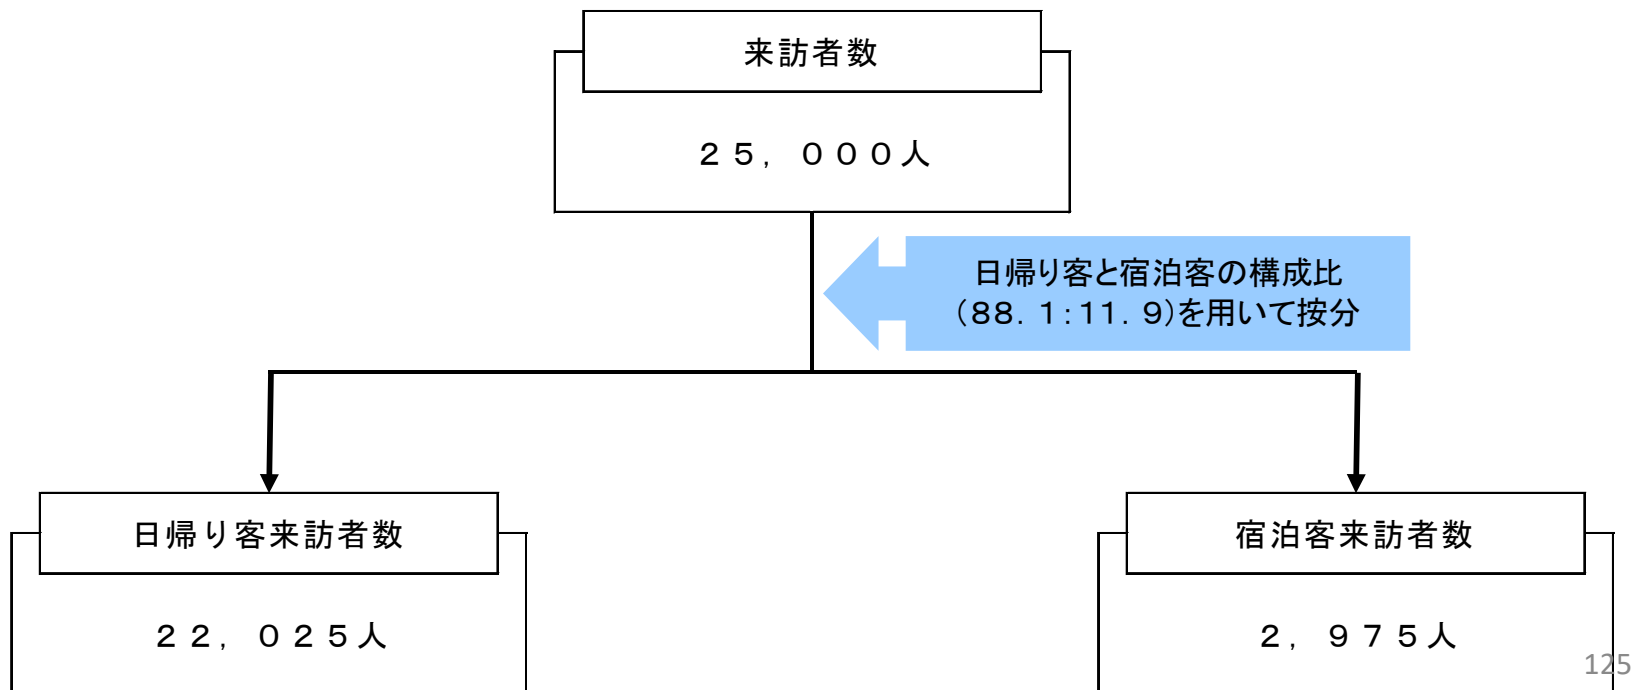 来訪者数
２５，０００人
日帰り客と宿泊客の構成比
（８８．１：１１．９）を用いて按分
日帰り客来訪者数
宿泊客来訪者数
２２，０２５人
２，９７５人
125